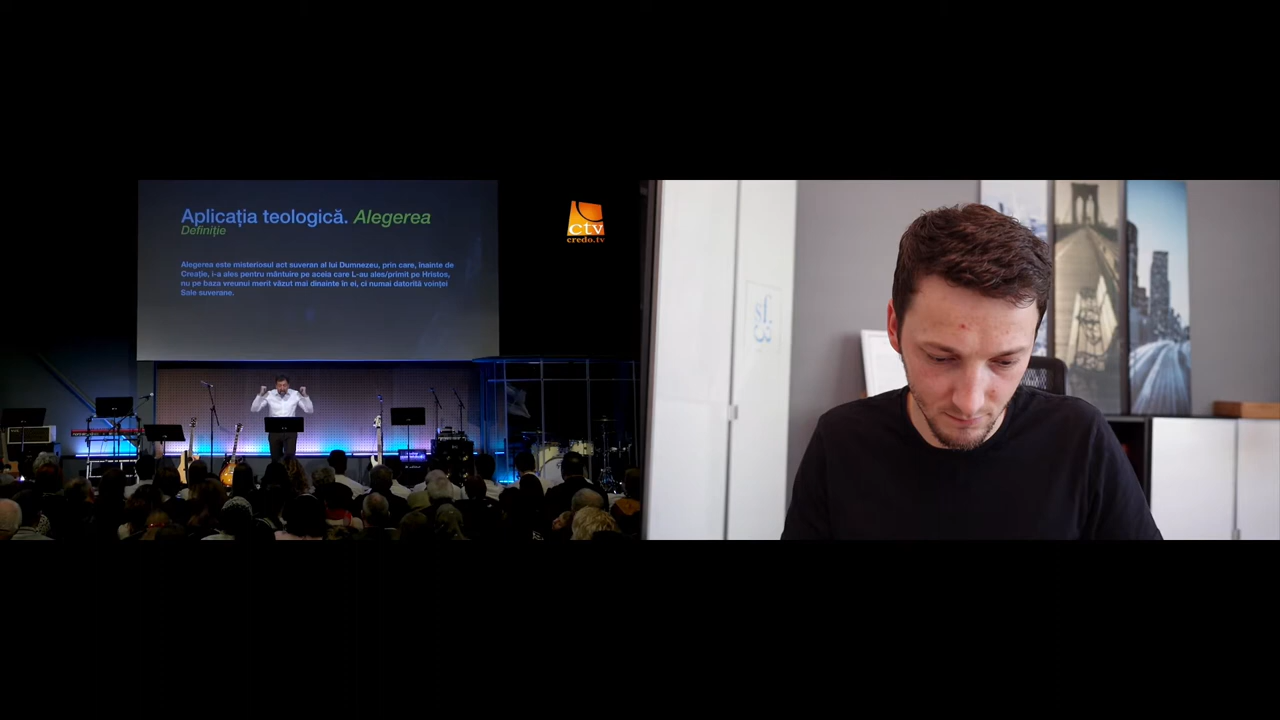 Aplicația teologică. Alegerea
Definiție
Alegerea este misteriosul act suveran al lui Dumnezeu, prin care, înainte de
Creație, i-a ales pentru mântuire pe aceia care L-au ales/primit pe Hristos,
nu pe baza vreunui merit văzut mai dinainte în ei, ci numai datorită voinței
Sale suverane.
ctv
credo.tv
sf.